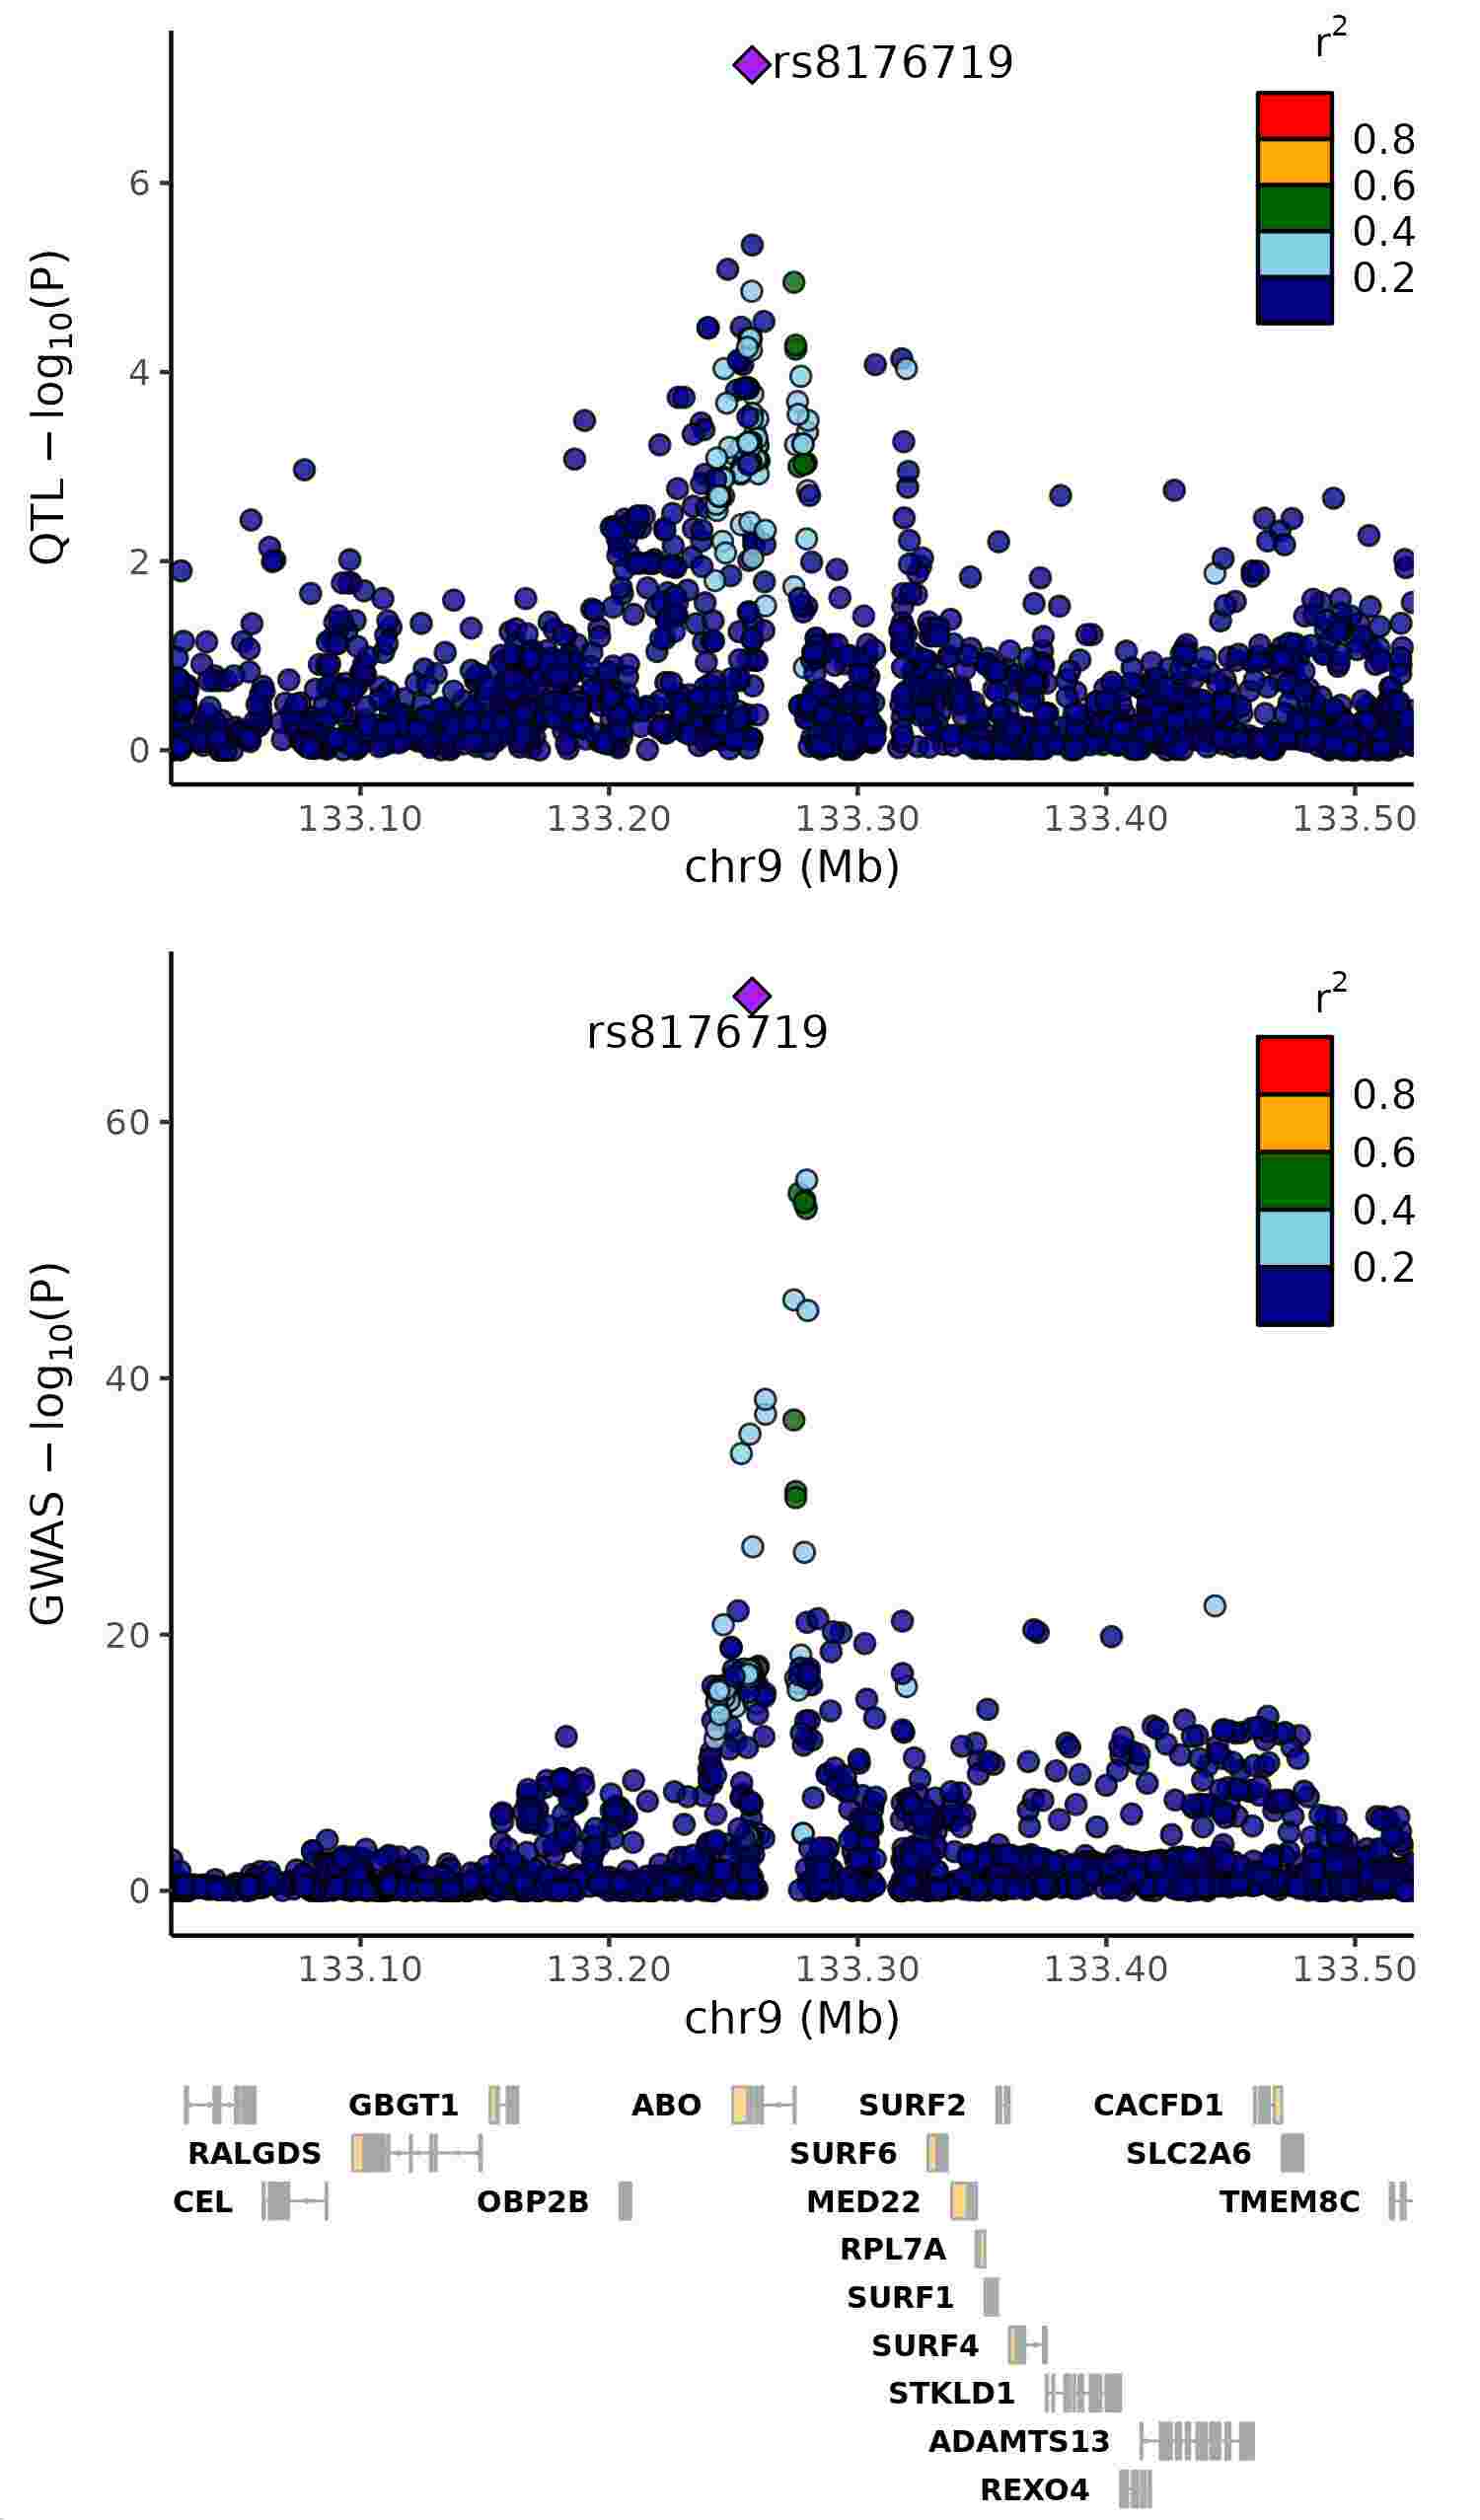 rs8176719
r2
0.8
0.6
0.4
0.2
6
4
2
0
QTL −log10(P)
133.10 133.20 133.30 133.40 133.50
chr9 (Mb)
rs8176719
r2
0.8
0.6
0.4
0.2
60
40
20
0
GWAS −log10(P)
133.10 133.20 133.30 133.40 133.50
chr9 (Mb)
GBGT1 ABO SURF2 CACFD1
RALGDS SURF6 SLC2A6
CEL OBP2B MED22 TMEM8C
RPL7A
SURF1
SURF4
STKLD1
ADAMTS13
REXO4